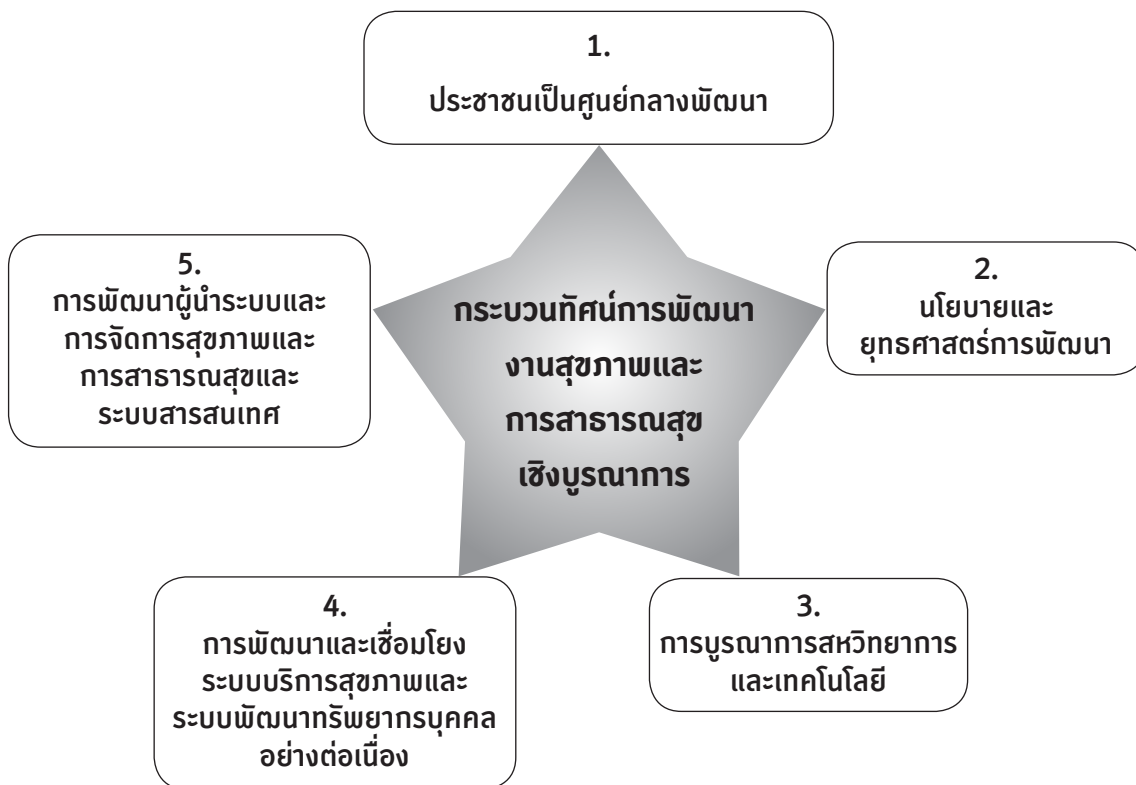 1.
ประชาชนเป็นศูนย์กลางพัฒนา
กระบวนทัศน์การพัฒนา
งานสุขภาพและ
การสาธารณสุข
เชิงบูรณาการ
2.
นโยบายและ
ยุทธศาสตร์การพัฒนา
3.
การบูรณาการสหวิทยาการ
และเทคโนโลยี
4.
การพัฒนาและเชื่อมโยง
ระบบบริการสุขภาพและ
ระบบพัฒนาทรัพยากรบุคคล
อย่างต่อเนื่อง
5.
การพัฒนาผู้นำระบบและ
การจัดการสุขภาพและ
การสาธารณสุขและ
ระบบสารสนเทศ